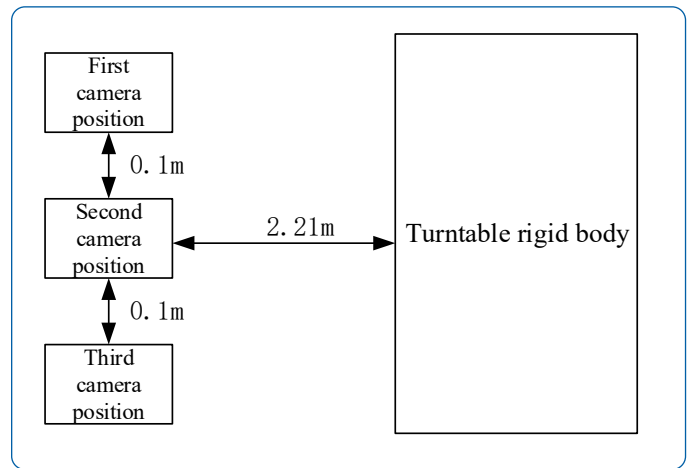 First
camera
position
0.1m
Second
camera
position
2.21m
Turntable rigid body
0.1m
Third
camera
position